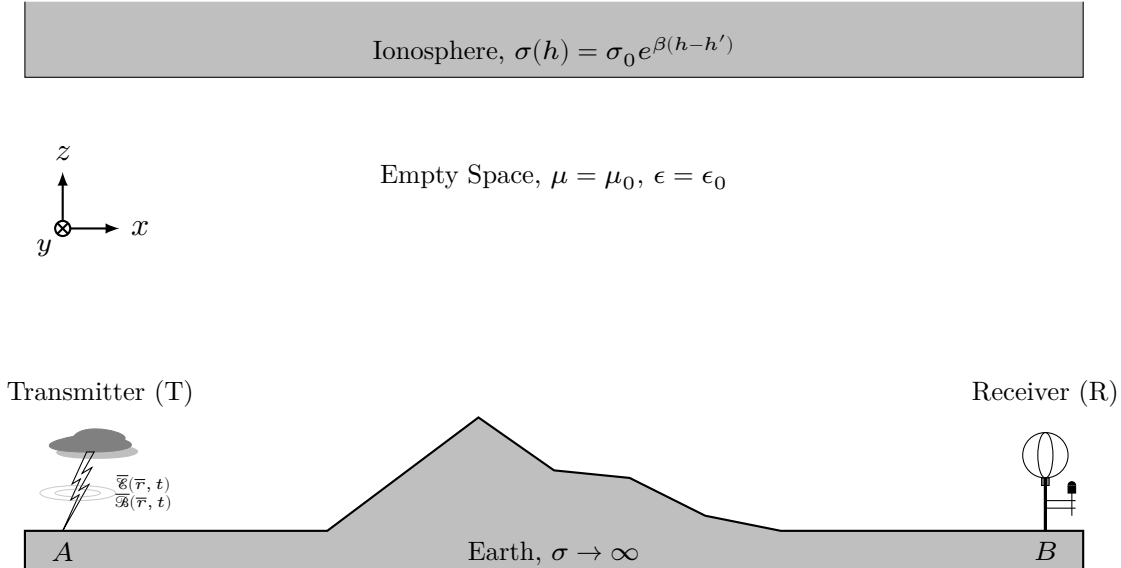 Ionosphere, σ(h) = σ₀e^{β(h−h′)}
Empty Space, μ = μ₀, ϵ = ϵ₀
z
x
y
Transmitter (T)
Receiver (R)
ℰ̅(r̅, t)
ℬ̅(r̅, t)
A
Earth, σ → ∞
B